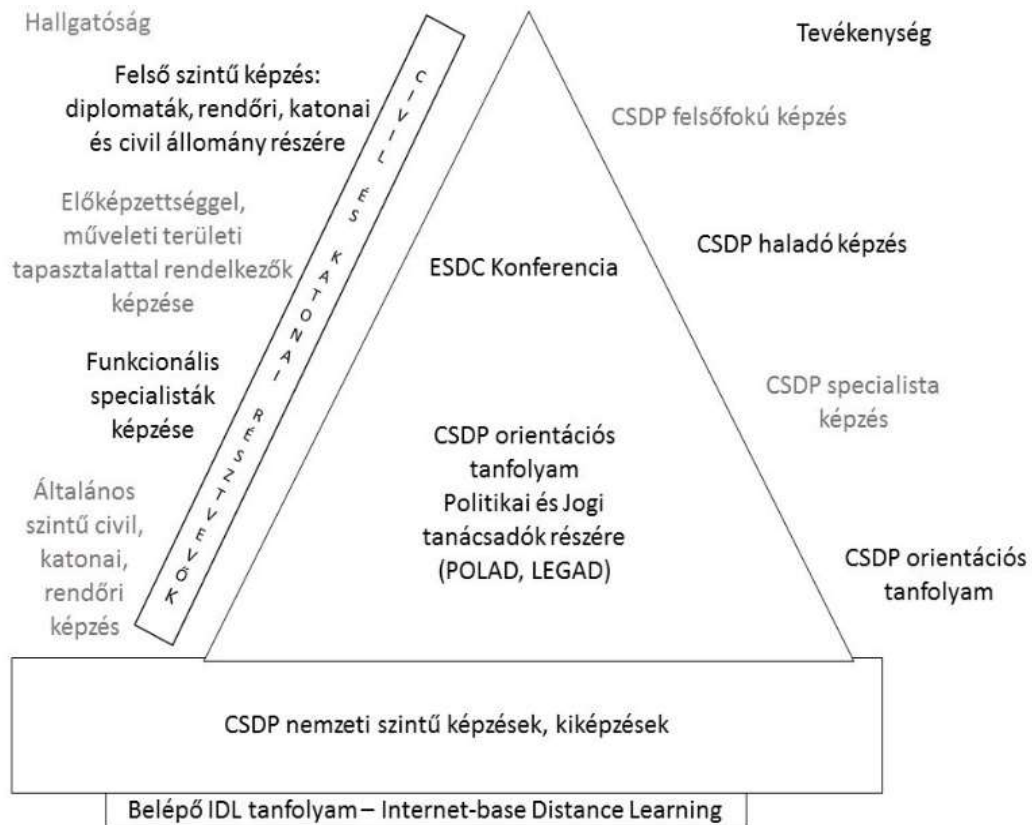 Hallgatóság
Felső szintű képzés:
diplomaták, rendőri, katonai
és civil állomány részére
Előképzettséggel,
műveleti területi
tapasztalattal rendelkezők
képzése
Funkcionális
specialisták
képzése
Általános
szintű civil,
katonai,
rendőri
képzés
CIVIL ÉS KATONAI RÉSZTVEVŐK
ESDC Konferencia
CSDP orientációs
tanfolyam
Politikai és Jogi
tanácsadók részére
(POLAD, LEGAD)
Tevékenység
CSDP felsőfokú képzés
CSDP haladó képzés
CSDP specialista
képzés
CSDP orientációs
tanfolyam
CSDP nemzeti szintű képzések, kiképzések
Belépő IDL tanfolyam – Internet-base Distance Learning